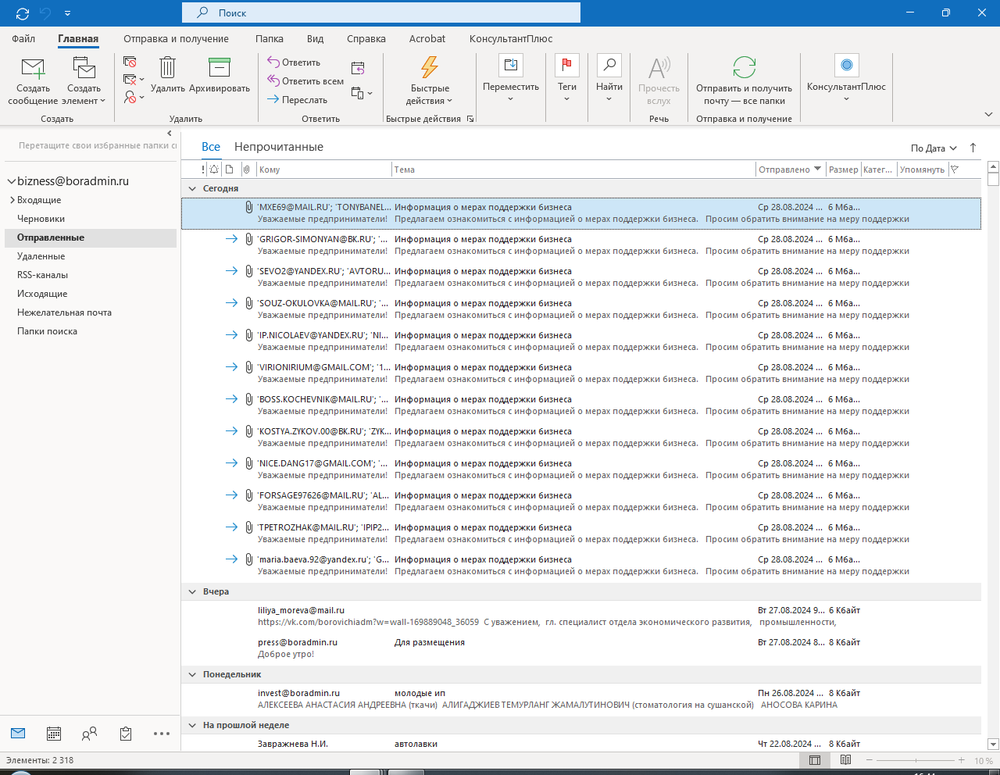 Поиск
Файл Главная Отправка и получение Папка Вид Справка Acrobat КонсультантПлюс
Создать сообщение
Создать элемент
Создать
Удалить
Архивировать
Удалить
Ответить
Ответить всем
Переслать
Ответить
Быстрые действия
Быстрые действия
Переместить
Теги
Найти
Прочесть вслух
Речь
Отправить и получить почту — все папки
Отправка и получение
КонсультантПлюс
Перетащите свои избранные папки
bizness@boradmin.ru
Входящие
Черновики
Отправленные
Удаленные
RSS-каналы
Исходящие
Нежелательная почта
Папки поиска
Все Непрочитанные По Дата
! Кому Тема Отправлено Размер Катег... Упомянуть
Сегодня
'MXE69@MAIL.RU'; 'TONYBANEL... Информация о мерах поддержки бизнеса Ср 28.08.2024 ... 6 Мба...
Уважаемые предприниматели! Предлагаем ознакомиться с информацией о мерах поддержки бизнеса. Просим обратить внимание на меру поддержки
'GRIGOR-SIMONYAN@BK.RU'; '... Информация о мерах поддержки бизнеса Ср 28.08.2024 ... 6 Мба...
Уважаемые предприниматели! Предлагаем ознакомиться с информацией о мерах поддержки бизнеса. Просим обратить внимание на меру поддержки
'SEVO2@YANDEX.RU'; 'AVTORU... Информация о мерах поддержки бизнеса Ср 28.08.2024 ... 6 Мба...
Уважаемые предприниматели! Предлагаем ознакомиться с информацией о мерах поддержки бизнеса. Просим обратить внимание на меру поддержки
'SOUZ-OKULOVKA@MAIL.RU'; '... Информация о мерах поддержки бизнеса Ср 28.08.2024 ... 6 Мба...
Уважаемые предприниматели! Предлагаем ознакомиться с информацией о мерах поддержки бизнеса. Просим обратить внимание на меру поддержки
'IP.NICOLAEV@YANDEX.RU'; 'NI... Информация о мерах поддержки бизнеса Ср 28.08.2024 ... 6 Мба...
Уважаемые предприниматели! Предлагаем ознакомиться с информацией о мерах поддержки бизнеса. Просим обратить внимание на меру поддержки
'VIRIONIRIUM@GMAIL.COM'; '1... Информация о мерах поддержки бизнеса Ср 28.08.2024 ... 6 Мба...
Уважаемые предприниматели! Предлагаем ознакомиться с информацией о мерах поддержки бизнеса. Просим обратить внимание на меру поддержки
'BOSS.KOCHEVNIK@MAIL.RU'; '... Информация о мерах поддержки бизнеса Ср 28.08.2024 ... 6 Мба...
Уважаемые предприниматели! Предлагаем ознакомиться с информацией о мерах поддержки бизнеса. Просим обратить внимание на меру поддержки
'KOSTYA.ZYKOV.00@BK.RU'; 'ZYK... Информация о мерах поддержки бизнеса Ср 28.08.2024 ... 6 Мба...
Уважаемые предприниматели! Предлагаем ознакомиться с информацией о мерах поддержки бизнеса. Просим обратить внимание на меру поддержки
'NICE.DANG17@GMAIL.COM'; '... Информация о мерах поддержки бизнеса Ср 28.08.2024 ... 6 Мба...
Уважаемые предприниматели! Предлагаем ознакомиться с информацией о мерах поддержки бизнеса. Просим обратить внимание на меру поддержки
'FORSAGE97626@MAIL.RU'; 'AL... Информация о мерах поддержки бизнеса Ср 28.08.2024 ... 6 Мба...
Уважаемые предприниматели! Предлагаем ознакомиться с информацией о мерах поддержки бизнеса. Просим обратить внимание на меру поддержки
'TPETROZHAK@MAIL.RU'; 'IPIP2... Информация о мерах поддержки бизнеса Ср 28.08.2024 ... 6 Мба...
Уважаемые предприниматели! Предлагаем ознакомиться с информацией о мерах поддержки бизнеса. Просим обратить внимание на меру поддержки
'maria.baeva.92@yandex.ru'; 'G... Информация о мерах поддержки бизнеса Ср 28.08.2024 ... 6 Мба...
Уважаемые предприниматели! Предлагаем ознакомиться с информацией о мерах поддержки бизнеса. Просим обратить внимание на меру поддержки
Вчера
liliya_moreva@mail.ru Вт 27.08.2024 9... 6 Кбайт
https://vk.com/borovichiadm?w=wall-169889048_36059 С уважением, гл. специалист отдела экономического развития, промышленности,
press@boradmin.ru Для размещения Вт 27.08.2024 8... 8 Кбайт
Доброе утро!
Понедельник
invest@boradmin.ru молодые ип Пн 26.08.2024 ... 8 Кбайт
АЛЕКСЕЕВА АНАСТАСИЯ АНДРЕЕВНА (ткачи) АЛИГАДЖИЕВ ТЕМУРЛАНГ ЖАМАЛУТИНОВИЧ (стоматология на сушанской) АНОСОВА КАРИНА
На прошлой неделе
Завражнева Н.И. автолавки Чт 22.08.2024 ... 8 Кбайт
Элементы: 2 318 10 %